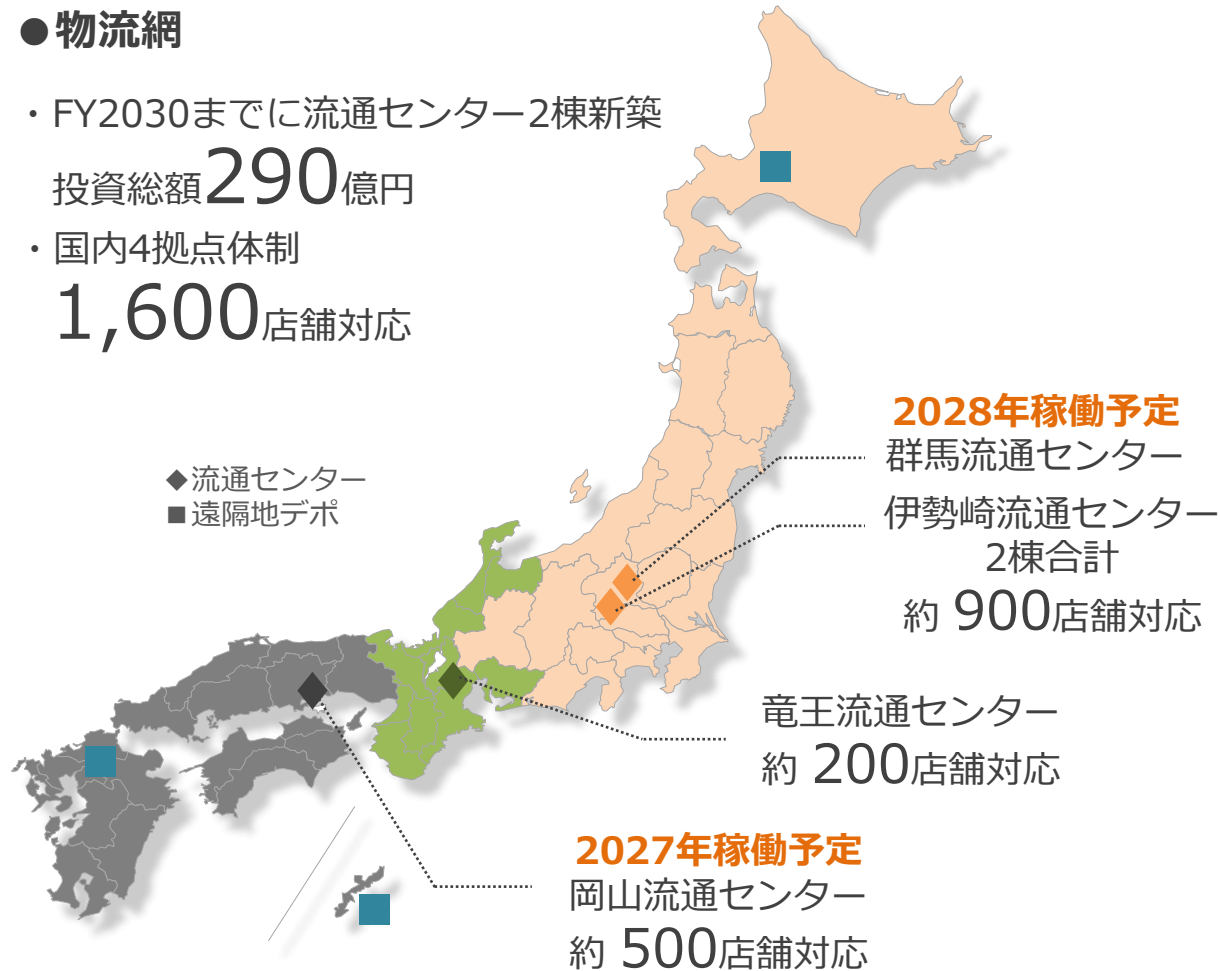 ●物流網
・FY2030までに流通センター2棟新築
投資総額290億円
・国内4拠点体制
1,600店舗対応
◆流通センター
■遠隔地デポ
2028年稼働予定
群馬流通センター
伊勢崎流通センター
2棟合計
約 900店舗対応
竜王流通センター
約 200店舗対応
2027年稼働予定
岡山流通センター
約 500店舗対応